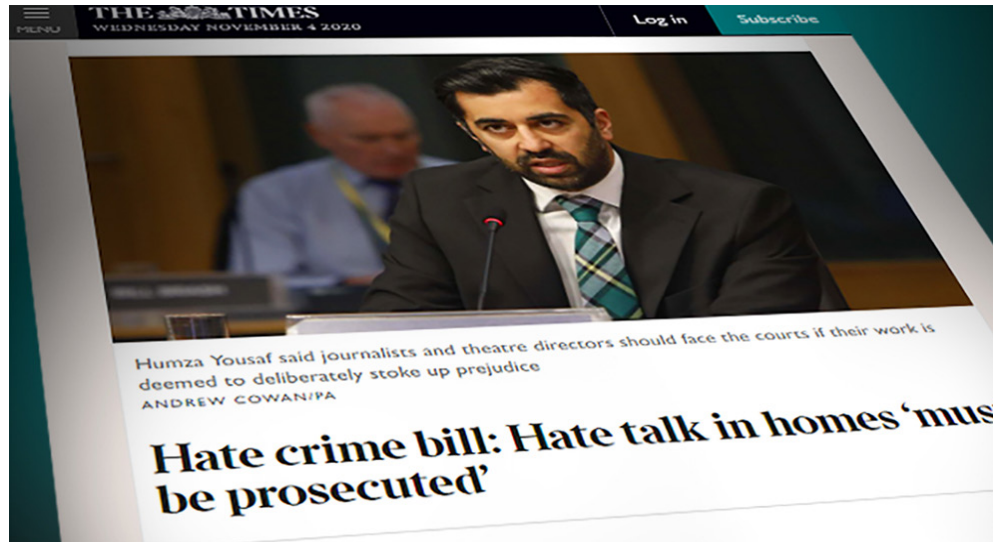 THE TIMES
MENU
WEDNESDAY NOVEMBER 4 2020
Log in
Subscribe
Humza Yousaf said journalists and theatre directors should face the courts if their work is
deemed to deliberately stoke up prejudice
ANDREW COWAN/PA
Hate crime bill: Hate talk in homes ‘mus
be prosecuted’